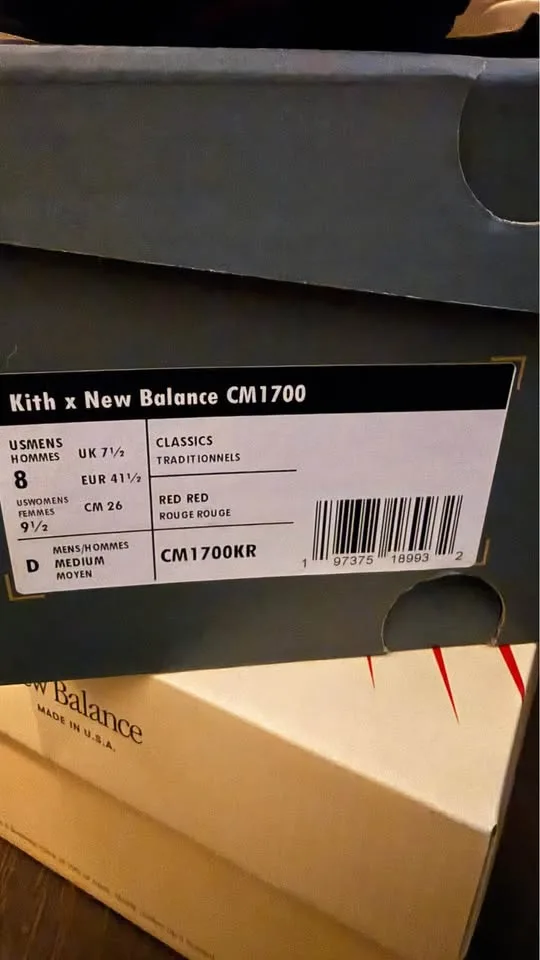 Kith x New Balance CM1700
USMENS
HOMMES
8
USWOMENS
FEMMES
9½
UK 7½
EUR 41½
CM 26
D
MENS/HOMMES
MEDIUM
MOYEN
CLASSICS
TRADITIONNELS
RED RED
ROUGE ROUGE
CM1700KR
1 97375 18993 2
w Balance
MADE IN U.S.A.